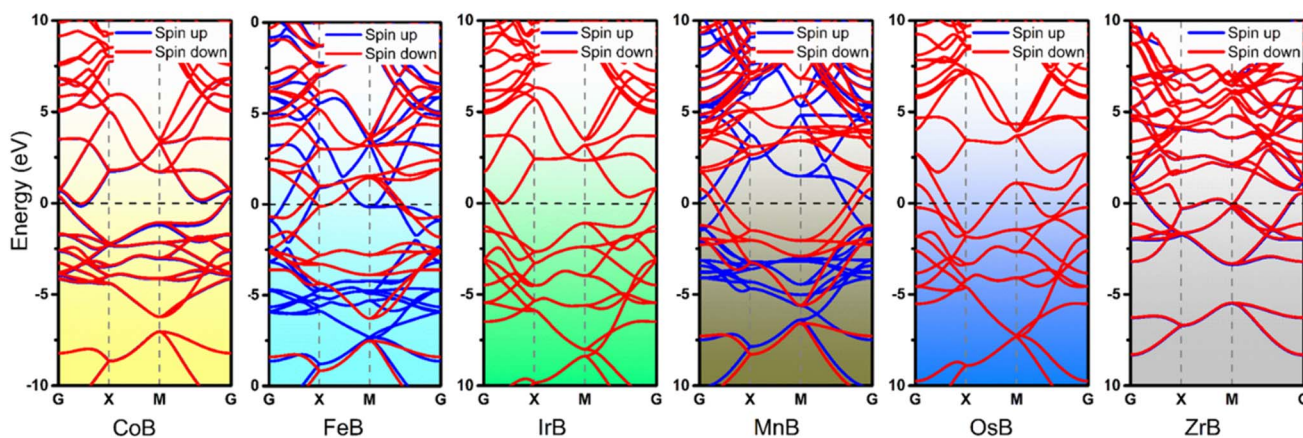 10 0 10 10 10 10
Spin up Spin up Spin up Spin up Spin up Spin up
Spin down Spin down Spin down Spin down Spin down Spin down
5 5 5 5 5 5
Energy (eV)
0 0 0 0 0 0
-5 5 -5 -5 -5 -5
-10 0 10 10 10 10
G X M G G X M G G X M G G X M G G X M G G X M G
CoB FeB IrB MnB OsB ZrB